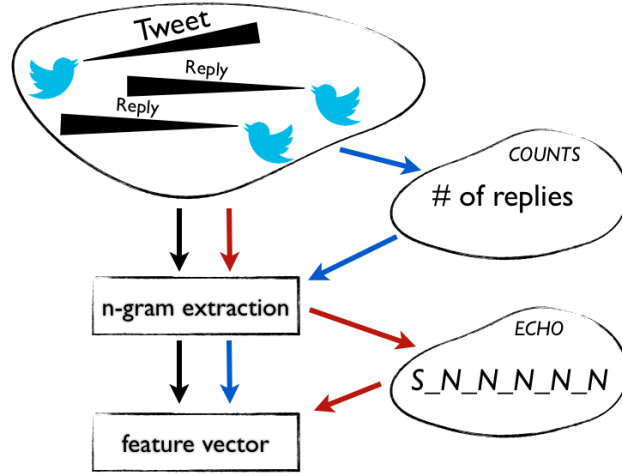 Tweet
Reply
Reply
COUNTS
# of replies
n-gram extraction
ECHO
S_N_N_N_N_N
feature vector